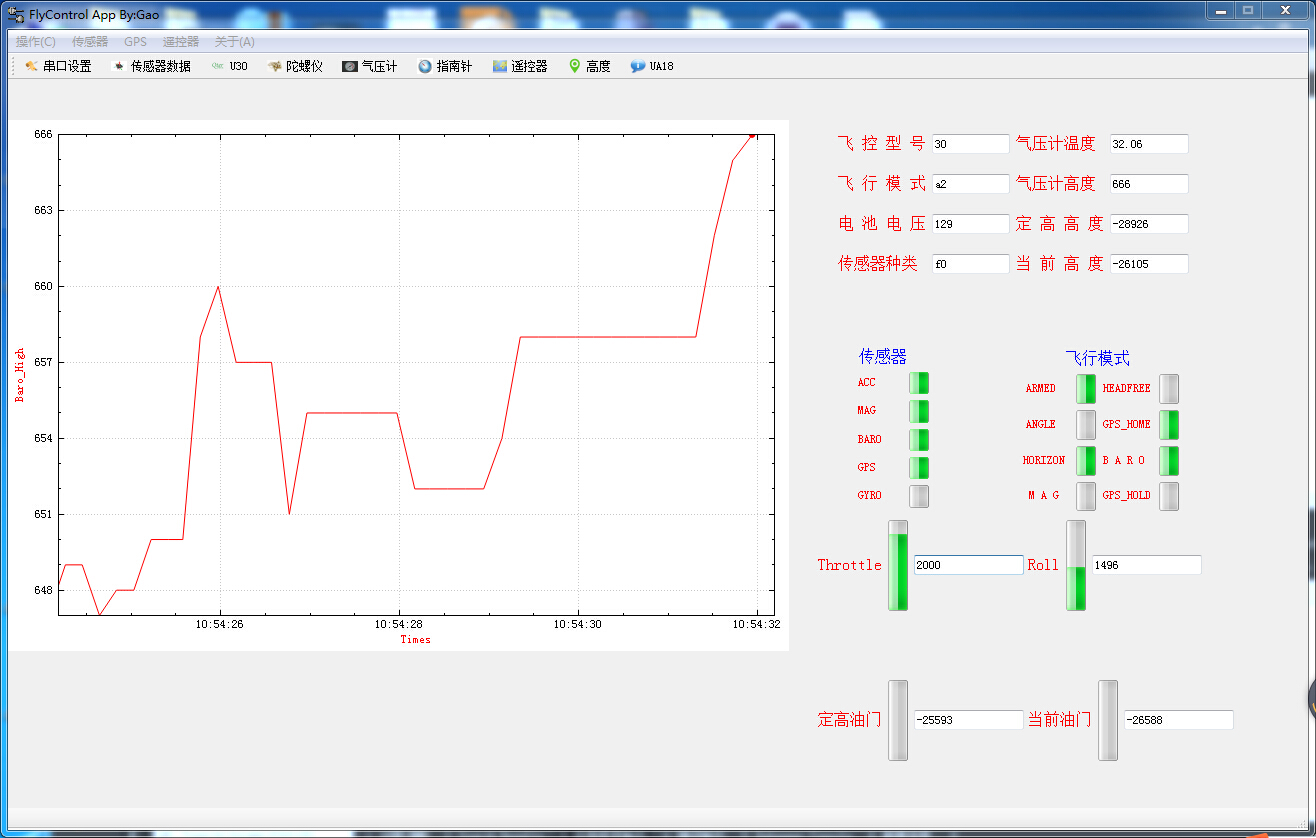 FlyControl App By:Gao
操作(C) 传感器 GPS 遥控器 关于(A)
串口设置 传感器数据 U30 陀螺仪 气压计 指南针 遥控器 高度 UA18
666
663
660
657
654
651
648
Baro_High
10:54:26 10:54:28 10:54:30 10:54:32
Times
飞 控 型 号 30 气压计温度 32.06
飞 行 模 式 a2 气压计高度 666
电 池 电 压 129 定 高 高 度 -28926
传感器种类 f0 当 前 高 度 -26105
传感器
ACC
MAG
BARO
GPS
GYRO
飞行模式
ARMED HEADFREE
ANGLE GPS_HOME
HORIZON B A R O
M A G GPS_HOLD
Throttle 2000 Roll 1496
定高油门 -25593 当前油门 -26588